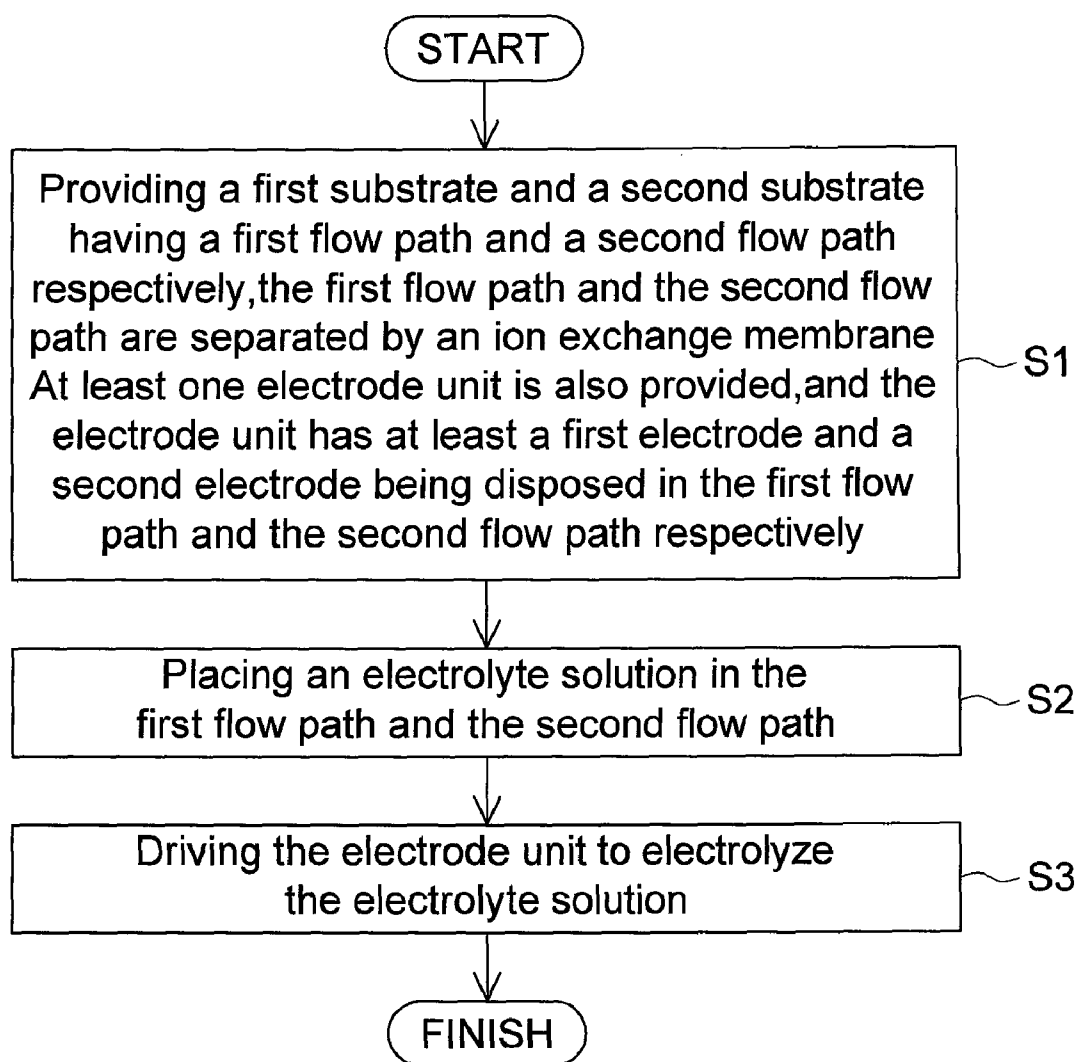 START
Providing a first substrate and a second substrate
having a first flow path and a second flow path
respectively,the first flow path and the second flow
path are separated by an ion exchange membrane
At least one electrode unit is also provided,and the
electrode unit has at least a first electrode and a
second electrode being disposed in the first flow
path and the second flow path respectively
S1
Placing an electrolyte solution in the
first flow path and the second flow path
S2
Driving the electrode unit to electrolyze
the electrolyte solution
S3
FINISH